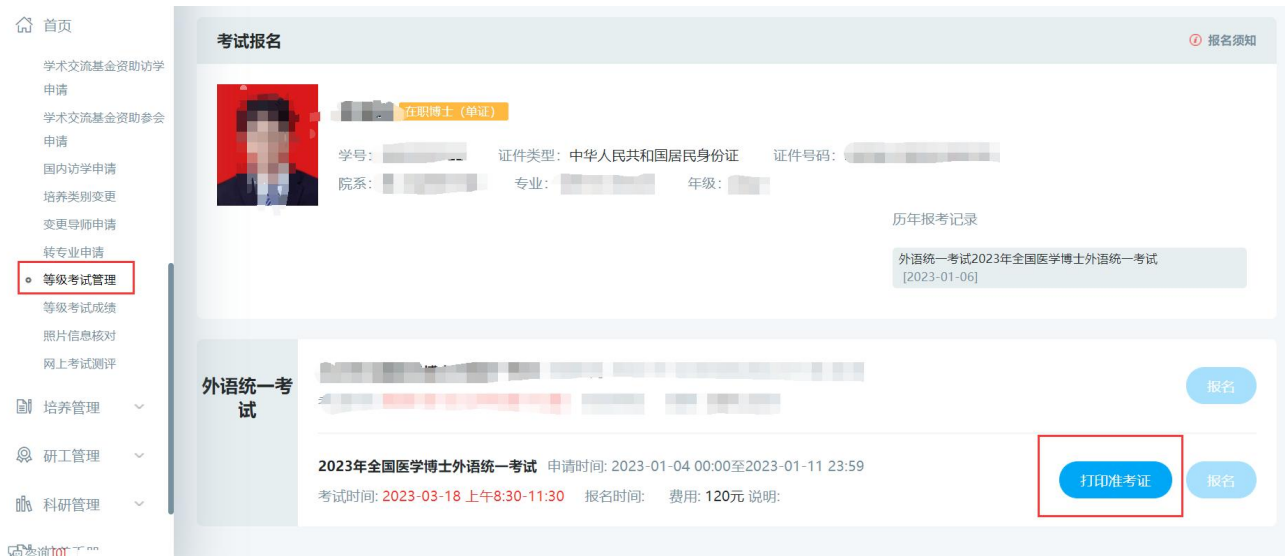 首页
学术交流基金资助访学
申请
学术交流基金资助参会
申请
国内访学申请
培养类别变更
变更导师申请
转专业申请
等级考试管理
等级考试成绩
照片信息核对
网上考试测评
培养管理
研工管理
科研管理
咨询[0]
考试报名
报名须知
在职博士（单证）
学号：
证件类型：中华人民共和国居民身份证
证件号码：
院系：
专业：
年级：
历年报考记录
外语统一考试2023年全国医学博士外语统一考试
[2023-01-06]
外语统一考
试
报名
2023年全国医学博士外语统一考试 申请时间: 2023-01-04 00:00至2023-01-11 23:59
考试时间: 2023-03-18 上午8:30-11:30 报名时间: 费用: 120元 说明:
打印准考证
报名